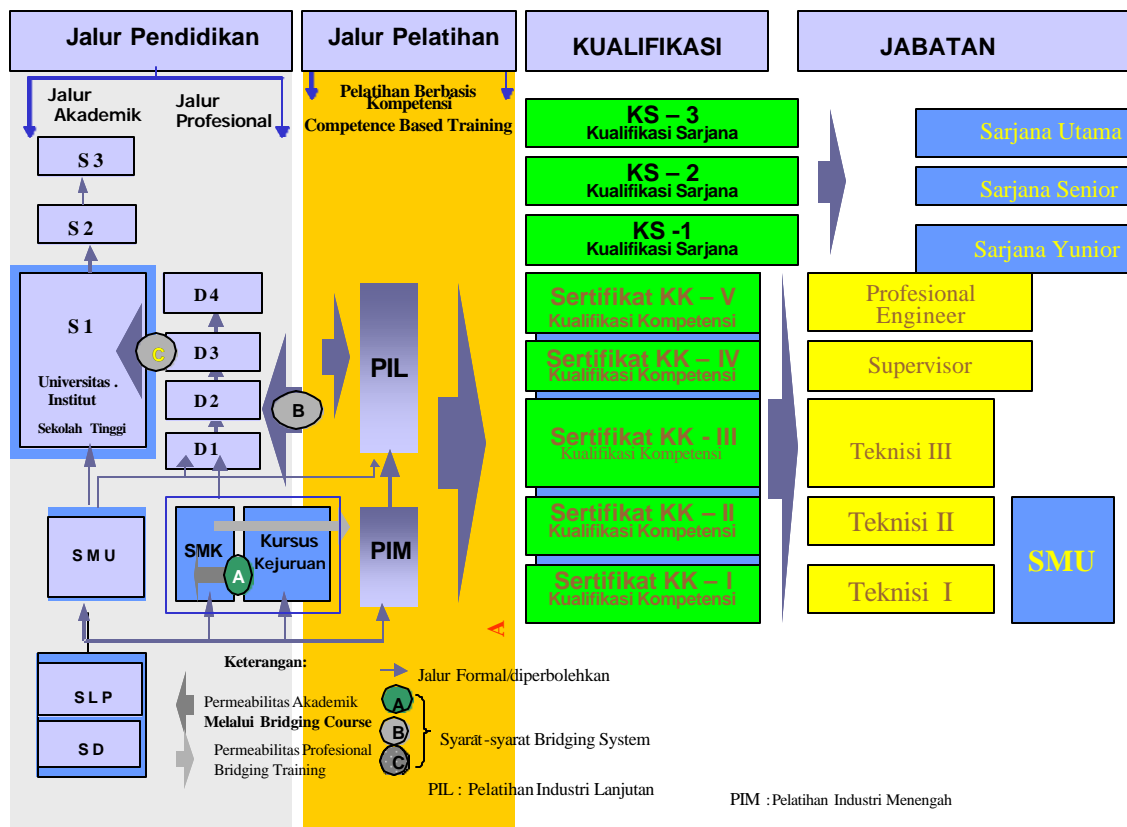 Jalur Pendidikan
Jalur Pelatihan
KUALIFIKASI
JABATAN
Jalur
Akademik
Jalur
Profesional
Pelatihan Berbasis
Kompetensi
Competence Based Training
S 3
S 2
S 1
Universitas .
Institut
Sekolah Tinggi
D 4
D 3
D 2
D 1
C
B
PIL
PIM
SMU
SMK
Kursus
Kejuruan
A
SLP
SD
KS – 3
Kualifikasi Sarjana
KS – 2
Kualifikasi Sarjana
KS -1
Kualifikasi Sarjana
Sertifikat KK – V
Kualifikasi Kompetensi
Sertifikat KK – IV
Kualifikasi Kompetensi
Sertifikat KK - III
Kualifikasi Kompetensi
Sertifikat KK – II
Kualifikasi Kompetensi
Sertifikat KK – I
Kualifikasi Kompetensi
Sarjana Utama
Sarjana Senior
Sarjana Yunior
Profesional
Engineer
Supervisor
Teknisi III
Teknisi II
Teknisi I
SMU
A
Keterangan:
Jalur Formal/diperbolehkan
Permeabilitas Akademik
Melalui Bridging Course
Permeabilitas Profesional
Bridging Training
A
B
C
Syarat-syarat Bridging System
PIL : Pelatihan Industri Lanjutan
PIM : Pelatihan Industri Menengah